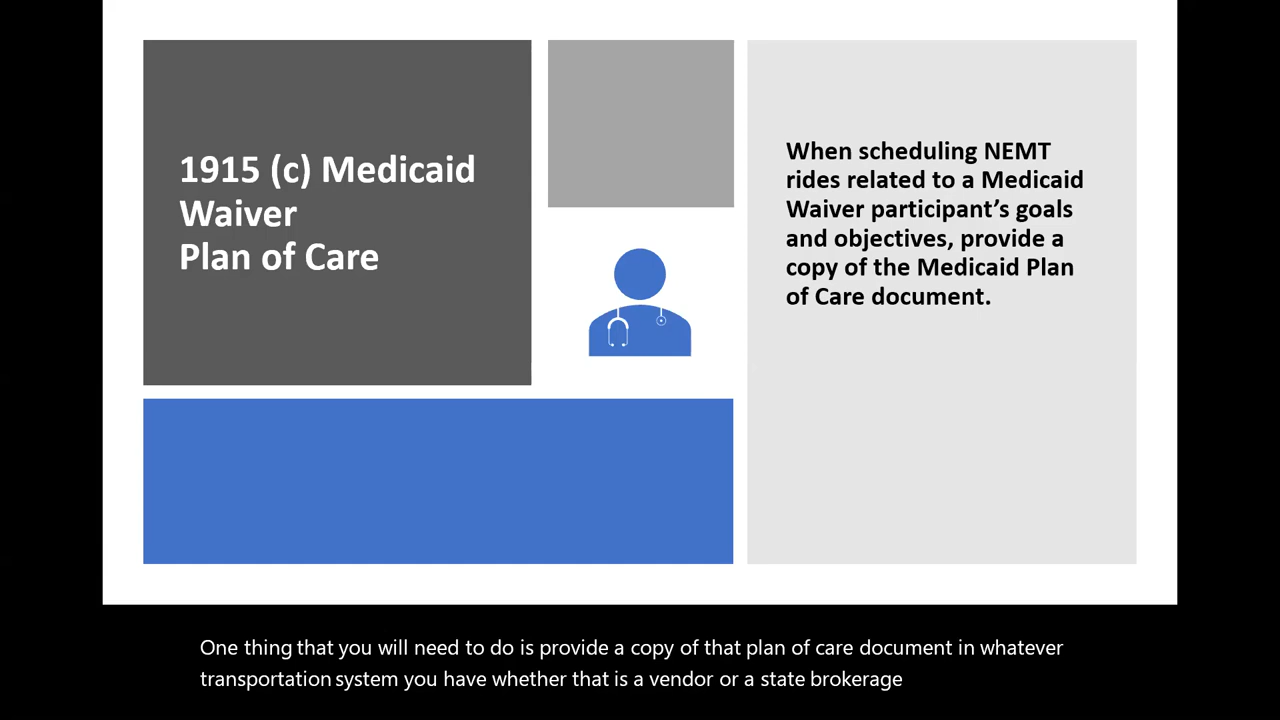 1915 (c) Medicaid
Waiver
Plan of Care
When scheduling NEMT
rides related to a Medicaid
Waiver participant’s goals
and objectives, provide a
copy of the Medicaid Plan
of Care document.
One thing that you will need to do is provide a copy of that plan of care document in whatever
transportation system you have whether that is a vendor or a state brokerage